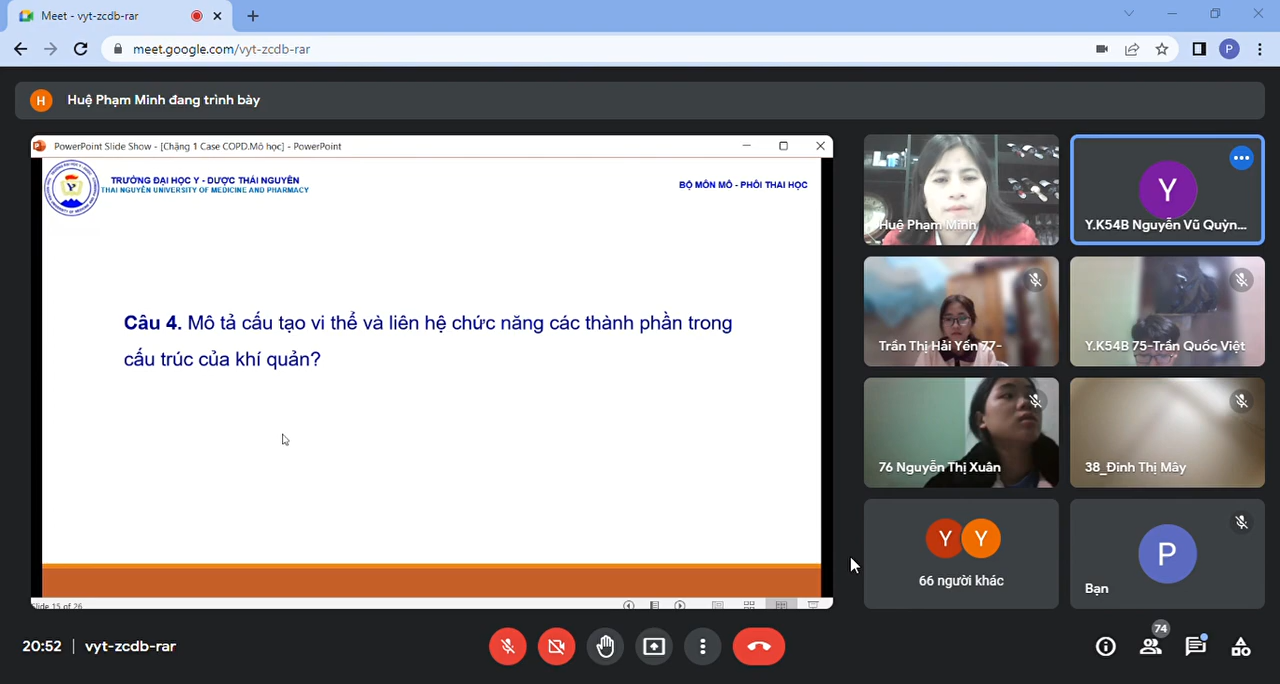 Meet - vyt-zcdb-rar
meet.google.com/vyt-zcdb-rar
P
H
Huệ Phạm Minh đang trình bày
PowerPoint Slide Show - [Chặng 1 Case COPD.Mô học] - PowerPoint
TRƯỜNG ĐẠI HỌC Y - DƯỢC THÁI NGUYÊN
THAI NGUYÊN UNIVERSITY OF MEDICINE AND PHARMACY
BỘ MÔN MÔ - PHÔI THAI HỌC
Câu 4. Mô tả cấu tạo vi thể và liên hệ chức năng các thành phần trong
cấu trúc của khí quản?
Slide 15 of 26
Huệ Phạm Minh
Y
Y.K54B Nguyễn Vũ Quỳn...
Trần Thị Hải Yến 77-
Y.K54B 75-Trần Quốc Việt
76 Nguyễn Thị Xuân
38_Đinh Thị Mây
Y Y
66 người khác
P
Bạn
20:52 | vyt-zcdb-rar
74